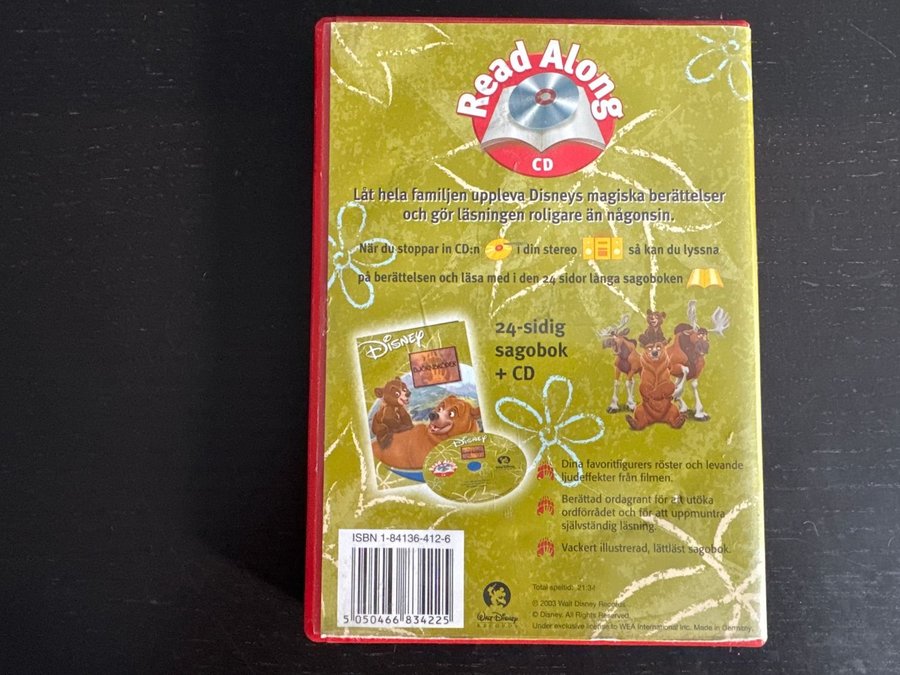 Read Along
CD
Låt hela familjen uppleva Disneys magiska berättelser
och gör läsningen roligare än någonsin.
När du stoppar in CD:n i din stereo så kan du lyssna
på berättelsen och läsa med i den 24 sidor långa sagoboken
Disney
BJÖRNBRÖDER
24-sidig
sagobok
+ CD
Disney
Dina favoritfigurers röster och levande
ljudeffekter från filmen.
Berättad ordagrant för att utöka
ordförrådet och för att uppmuntra
självständig läsning.
Vackert illustrerad, lättläst sagobok.
ISBN 1-84136-412-6
5 050466 834225
WALT DISNEY
RECORDS
Total speltid: 21:34
℗ 2003 Walt Disney Records
© Disney. All Rights Reserved.
Under exclusive license to WEA International Inc. Made in Germany.